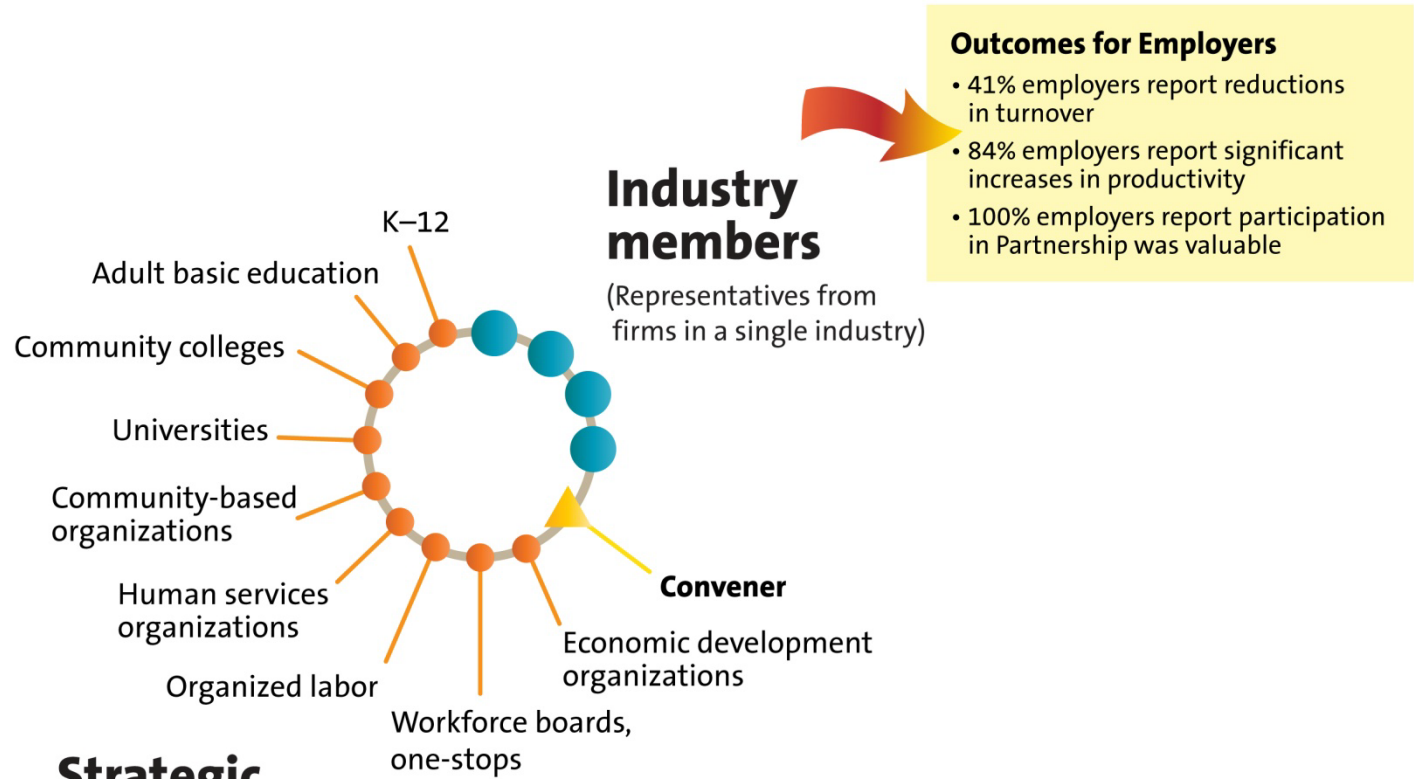 Outcomes for Employers
• 41% employers report reductions
in turnover
• 84% employers report significant
increases in productivity
• 100% employers report participation
in Partnership was valuable
Industry
members
(Representatives from
firms in a single industry)
K–12
Adult basic education
Community colleges
Universities
Community-based
organizations
Human services
organizations
Organized labor
Workforce boards,
one-stops
Economic development
organizations
Convener
Strategic